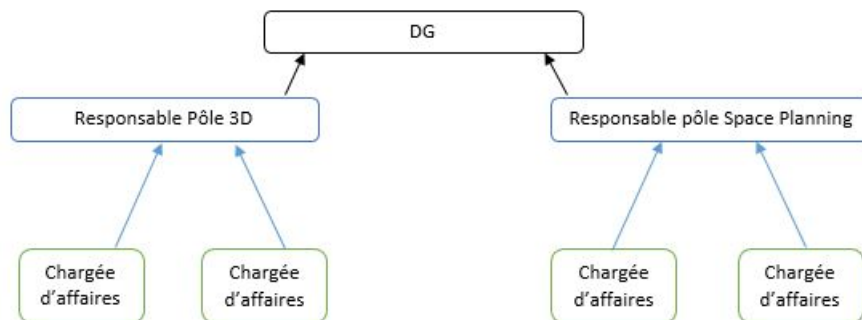 DG
Responsable Pôle 3D
Responsable pôle Space Planning
Chargée
d'affaires
Chargée
d'affaires
Chargée
d'affaires
Chargée
d'affaires